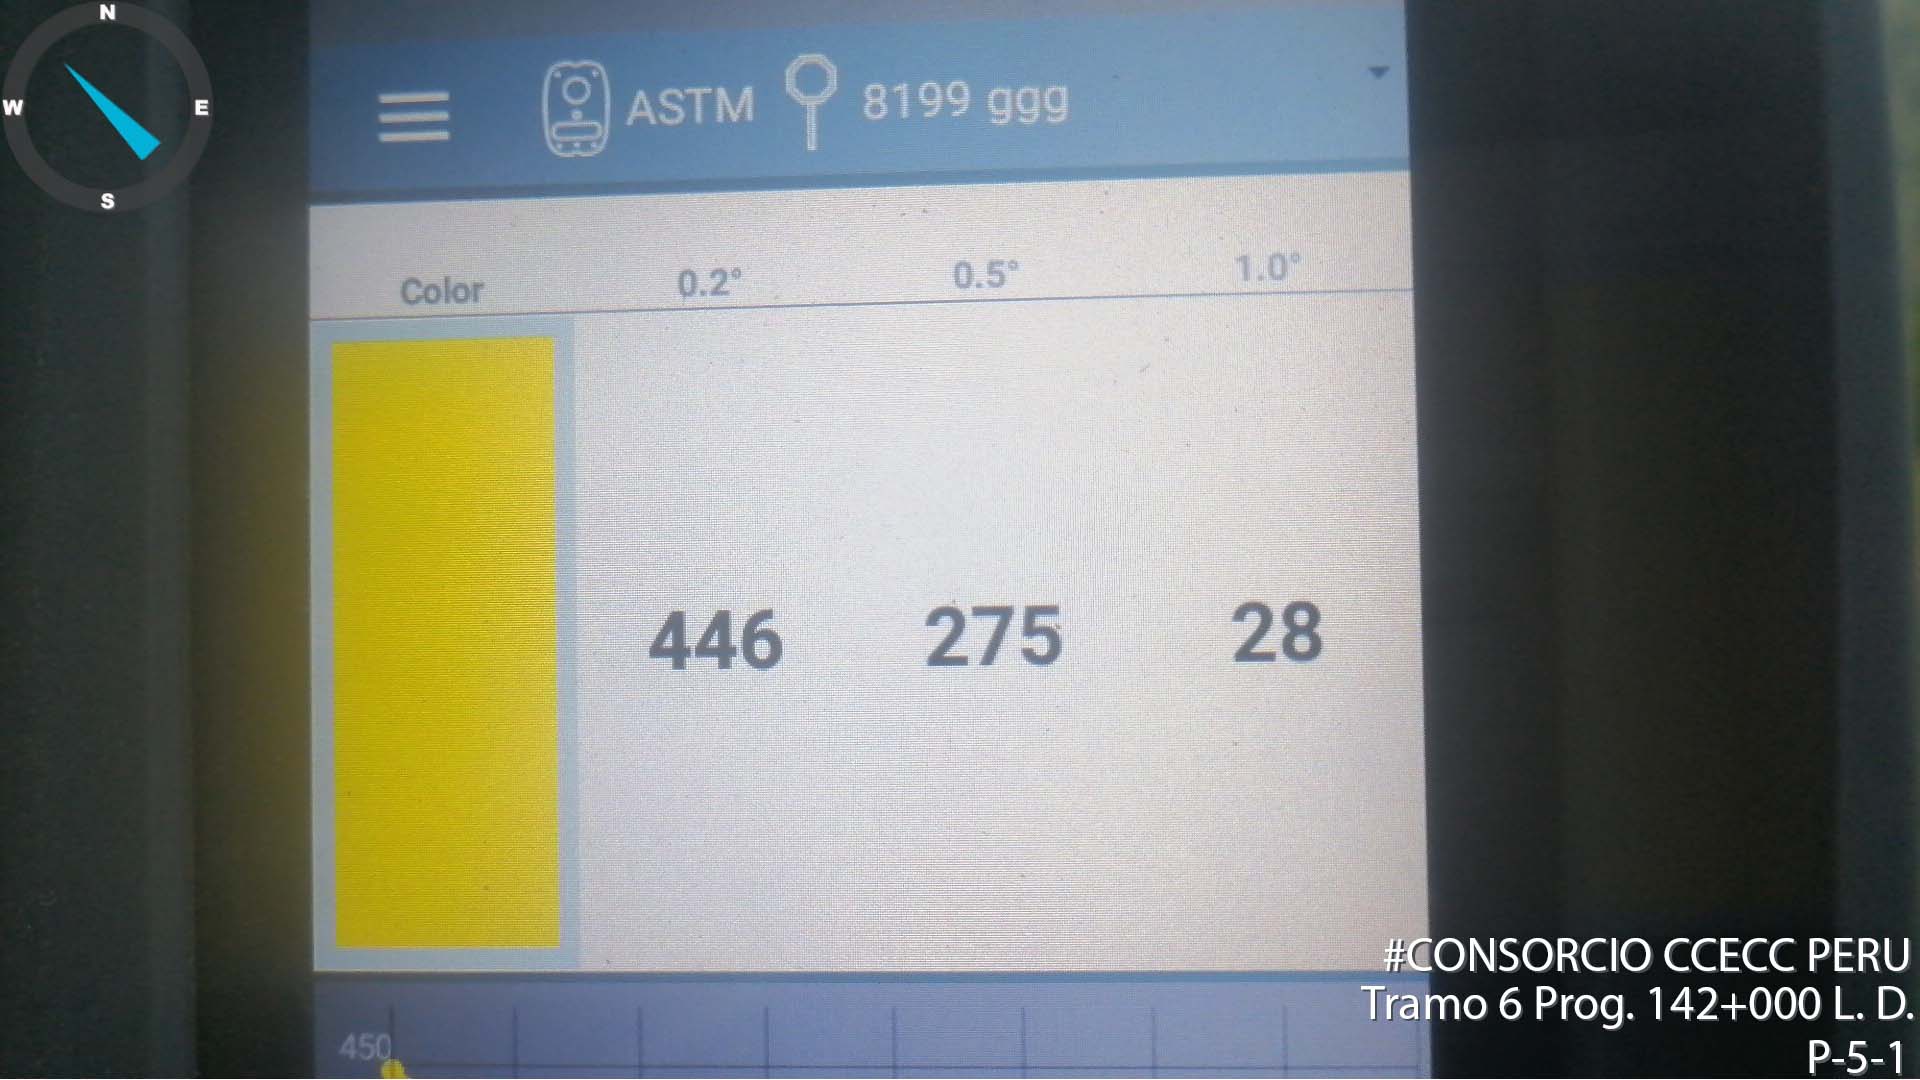 N
W E
S
ASTM 8199 ggg
Color 0.2° 0.5° 1.0°
446 275 28
450
#CONSORCIO CCECC PERU
Tramo 6 Prog. 142+000 L. D.
P-5-1